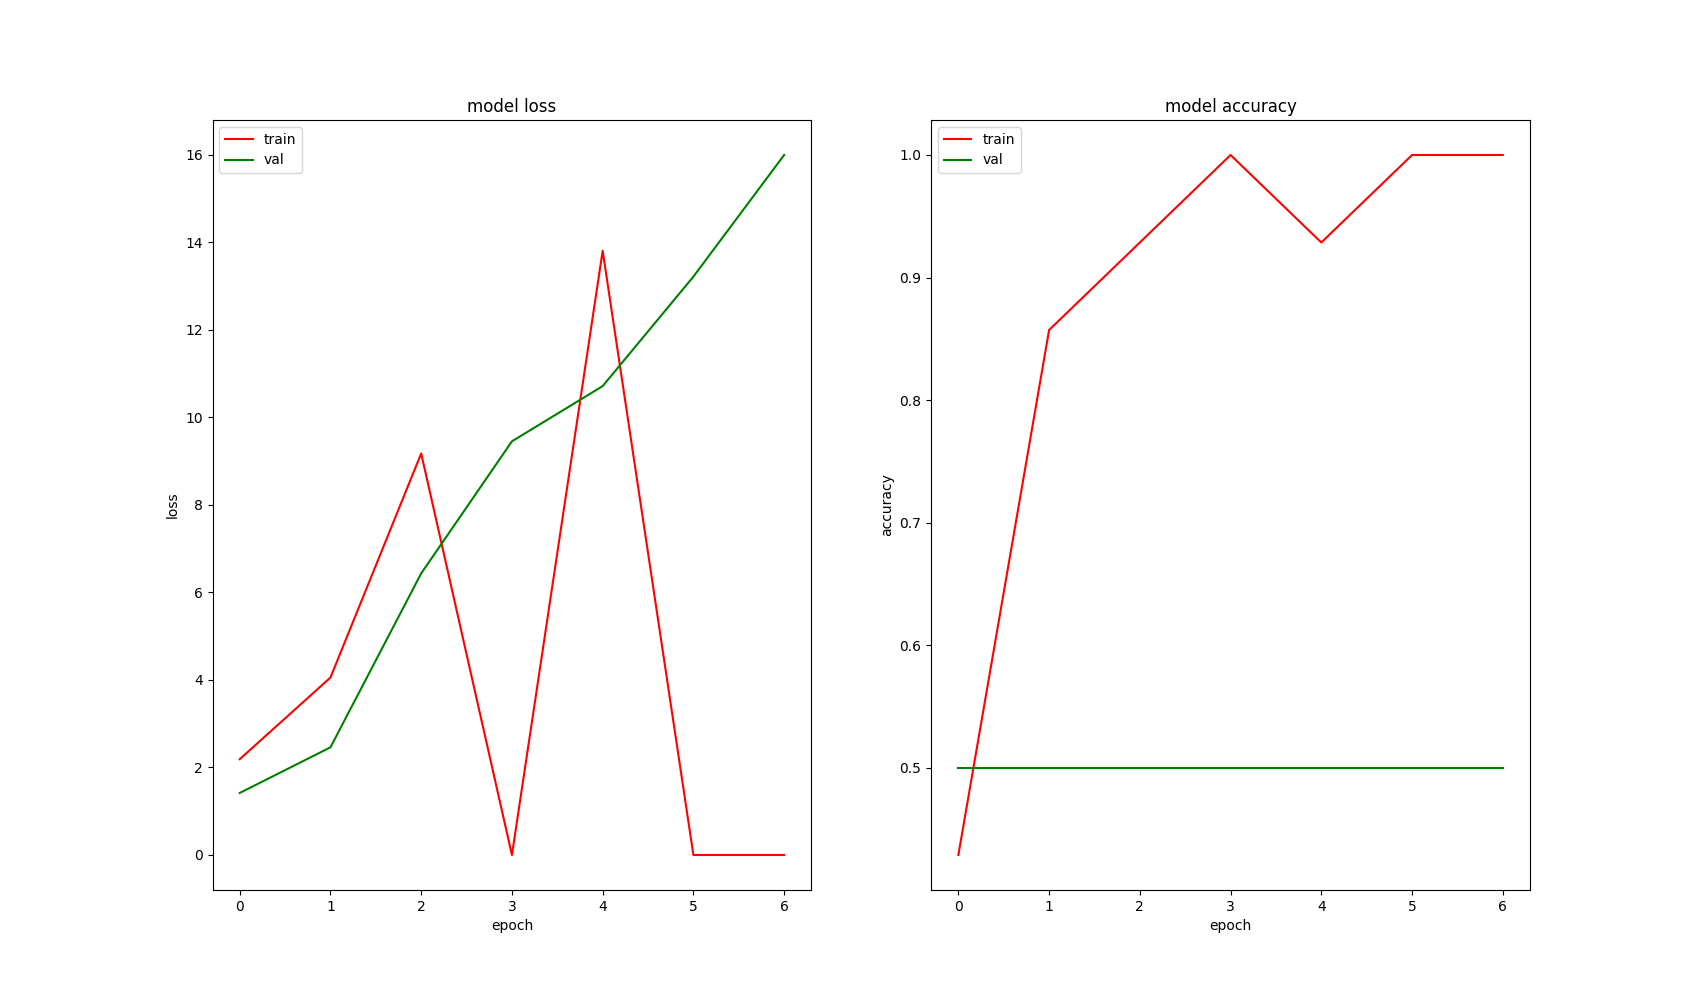 model loss
train
val
16
14
12
10
8
6
4
2
0
loss
0 1 2 3 4 5 6
epoch
model accuracy
train
val
1.0
0.9
0.8
0.7
0.6
0.5
accuracy
0 1 2 3 4 5 6
epoch